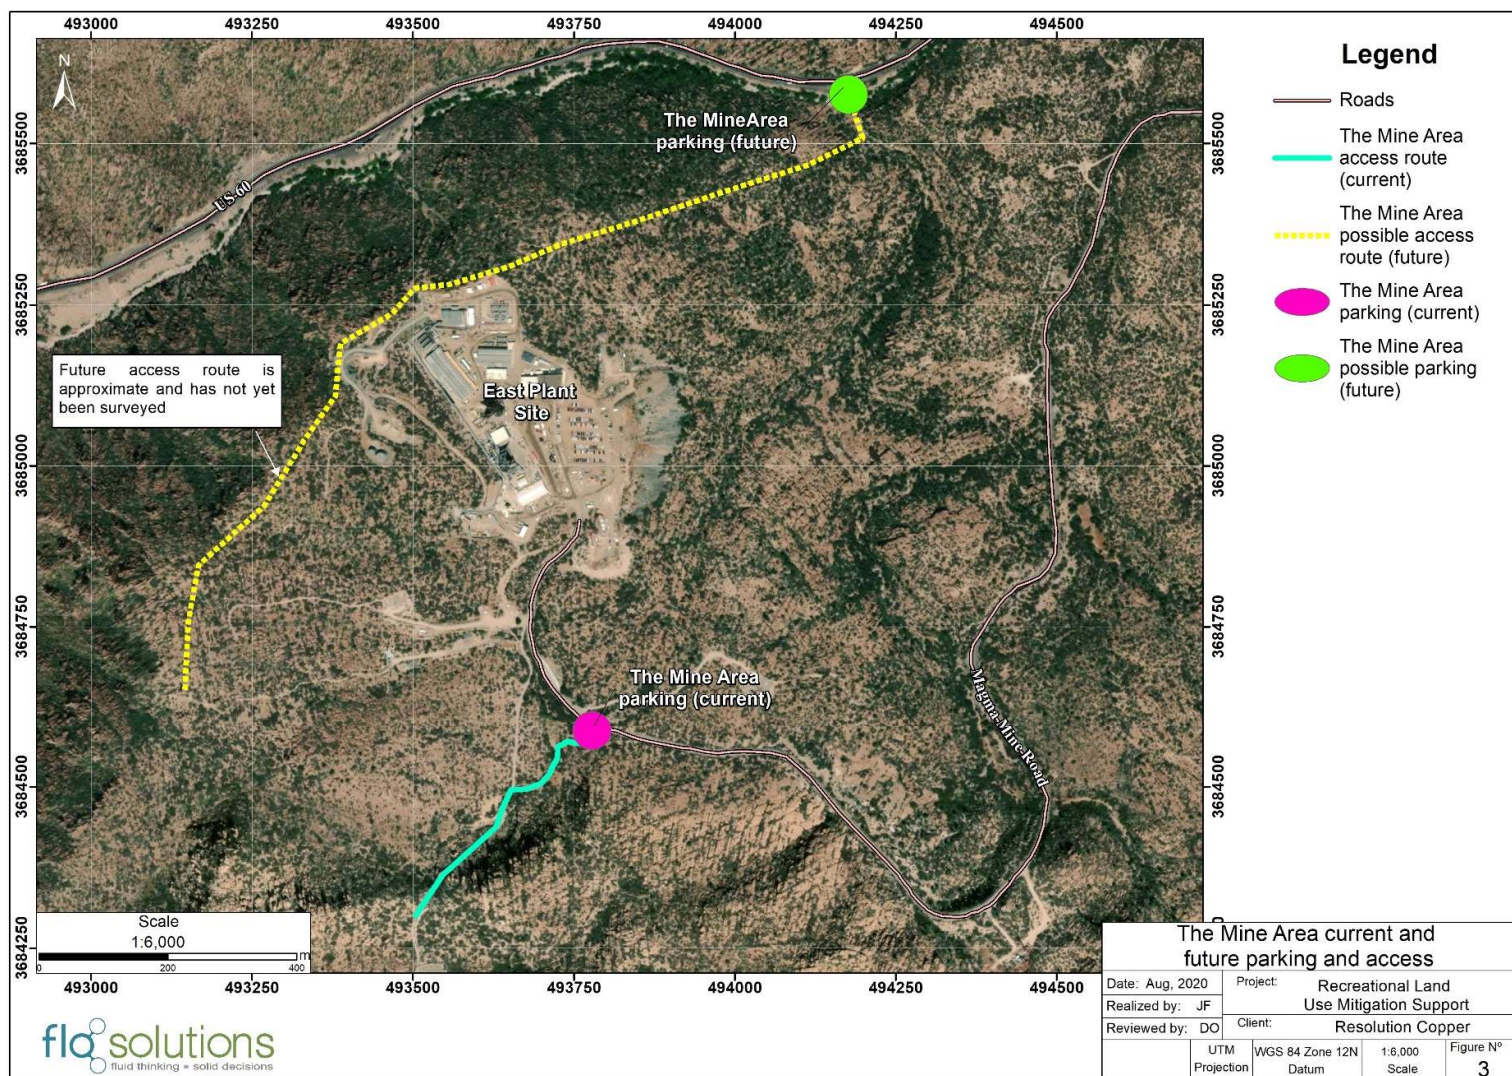 493000 493250 493500 493750 494000 494250 494500
N
3685500
3685250
3685000
3684750
3684500
3684250
The MineArea
parking (future)
US-60
Future access route is
approximate and has not yet
been surveyed
East Plant
Site
The Mine Area
parking (current)
Magma Mine Road
3685500
3685250
3685000
3684750
3684500
Scale
1:6,000
0 200 400 m
493000 493250 493500 493750 494000 494250 494500
Legend
Roads
The Mine Area
access route
(current)
The Mine Area
possible access
route (future)
The Mine Area
parking (current)
The Mine Area
possible parking
(future)
The Mine Area current and
future parking and access
Date: Aug, 2020
Realized by: JF
Reviewed by: DO
Project: Recreational Land
Use Mitigation Support
Client: Resolution Copper
UTM
Projection
WGS 84 Zone 12N
Datum
1:6,000
Scale
Figure Nº
3
flo solutions
fluid thinking • solid decisions